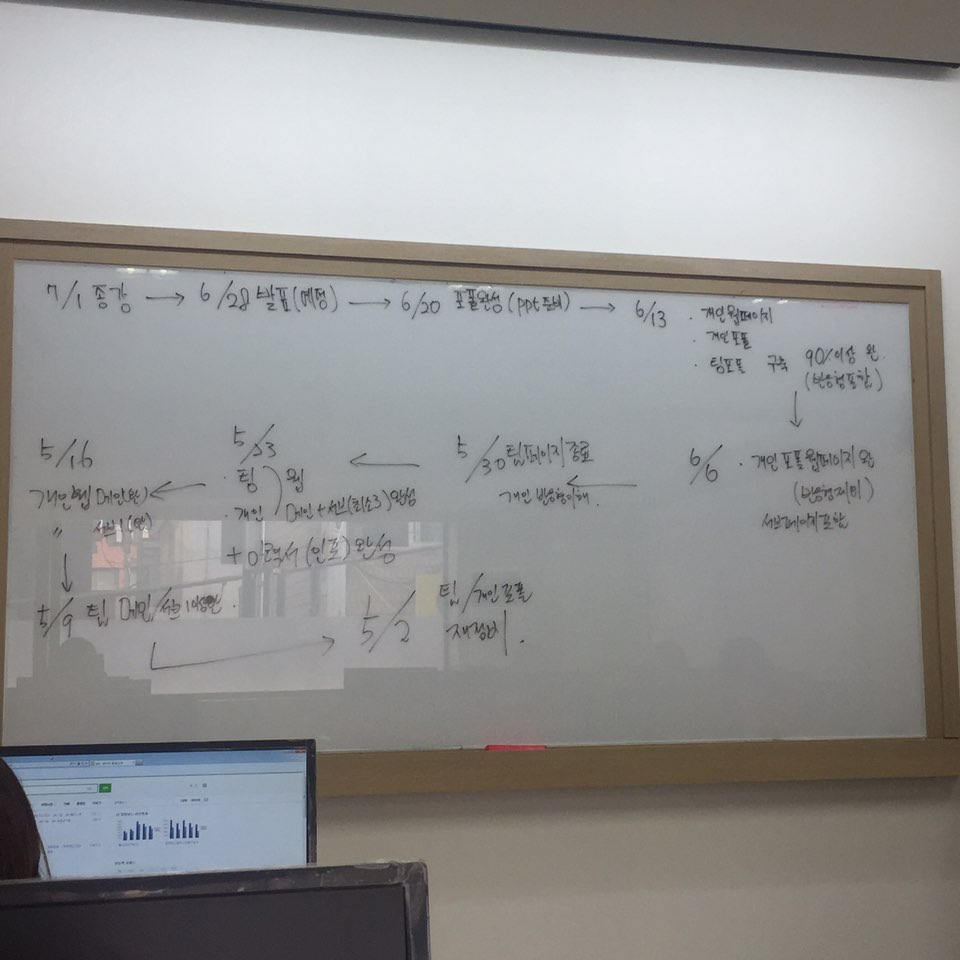 7/1 종강 → 6/28 발표(예정) → 6/20 포폴완성(ppt 준비) → 6/13 · 개인 웹페이지
· 개인포폴
· 팀포폴 구축 90%이상 완.
(반응형포함)
↓
6/6 · 개인 포폴 웹페이지 완
(반응형제외)
서브페이지포함
←
5/30 팀페이지 종료
개인 반응형이해.
←
5/23
· 팀
· 개인
웹
메인 + 서브(최소3) 완성
+ 이력서 (인포) 완성
←
5/16
개인웹 메인(완)
〃 서브1(완)
↓
5/9 팀 메인/서브1이상완.
→
5/2 팀/개인포폴
재정비.